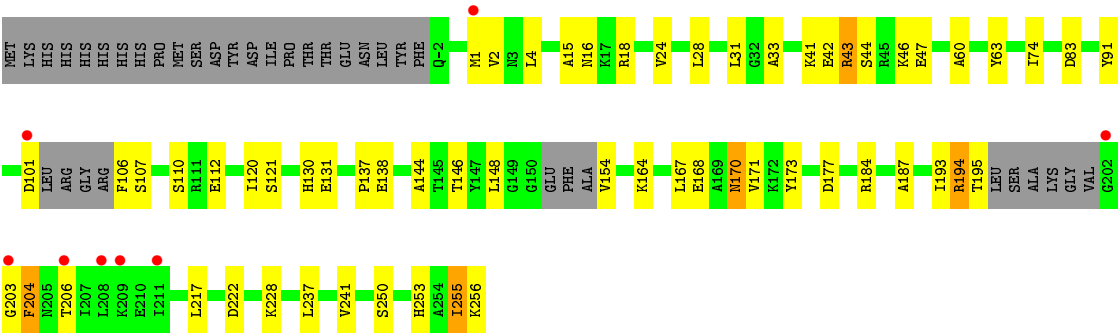 MET LYS HIS HIS HIS HIS HIS HIS PRO MET SER ASP TYR ASP ILE PRO THR THR GLU ASN LEU TYR PHE Q-2 M1 V2 N3 L4 A15 N16 K17 R18 V24 L28 L31 G32 A33 K41 E42 R43 S44 R45 K46 E47 A60 Y63 I74 D83 Y91
D101 LEU ARG GLY ARG F106 S107 S110 R111 E112 I120 S121 H130 E131 P137 E138 A144 T145 T146 Y147 L148 G149 G150 GLU PHE ALA V154 K164 L167 E168 A169 N170 V171 K172 Y173 D177 R184 A187 I193 R194 T195 LEU SER ALA LYS GLY VAL G202
G203 F204 N205 T206 I207 L208 K209 E210 I211 L217 D222 K228 L237 V241 S250 H253 A254 I255 K256